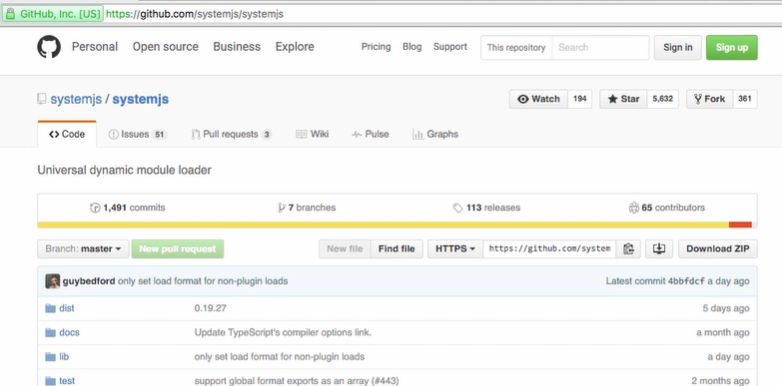 GitHub, Inc. [US] https://github.com/systemjs/systemjs
Personal Open source Business Explore Pricing Blog Support This repository Search Sign in Sign up
systemjs / systemjs Watch 194 Star 5,632 Fork 361
Code Issues 51 Pull requests 3 Wiki Pulse Graphs
Universal dynamic module loader
1,491 commits 7 branches 113 releases 65 contributors
Branch: master New pull request New file Find file HTTPS https://github.com/system Download ZIP
guybedford only set load format for non-plugin loads Latest commit 4bbfdcf a day ago
dist 0.19.27 5 days ago
docs Update TypeScript's compiler options link. a month ago
lib only set load format for non-plugin loads a day ago
test support global format exports as an array (#443) 2 months ago